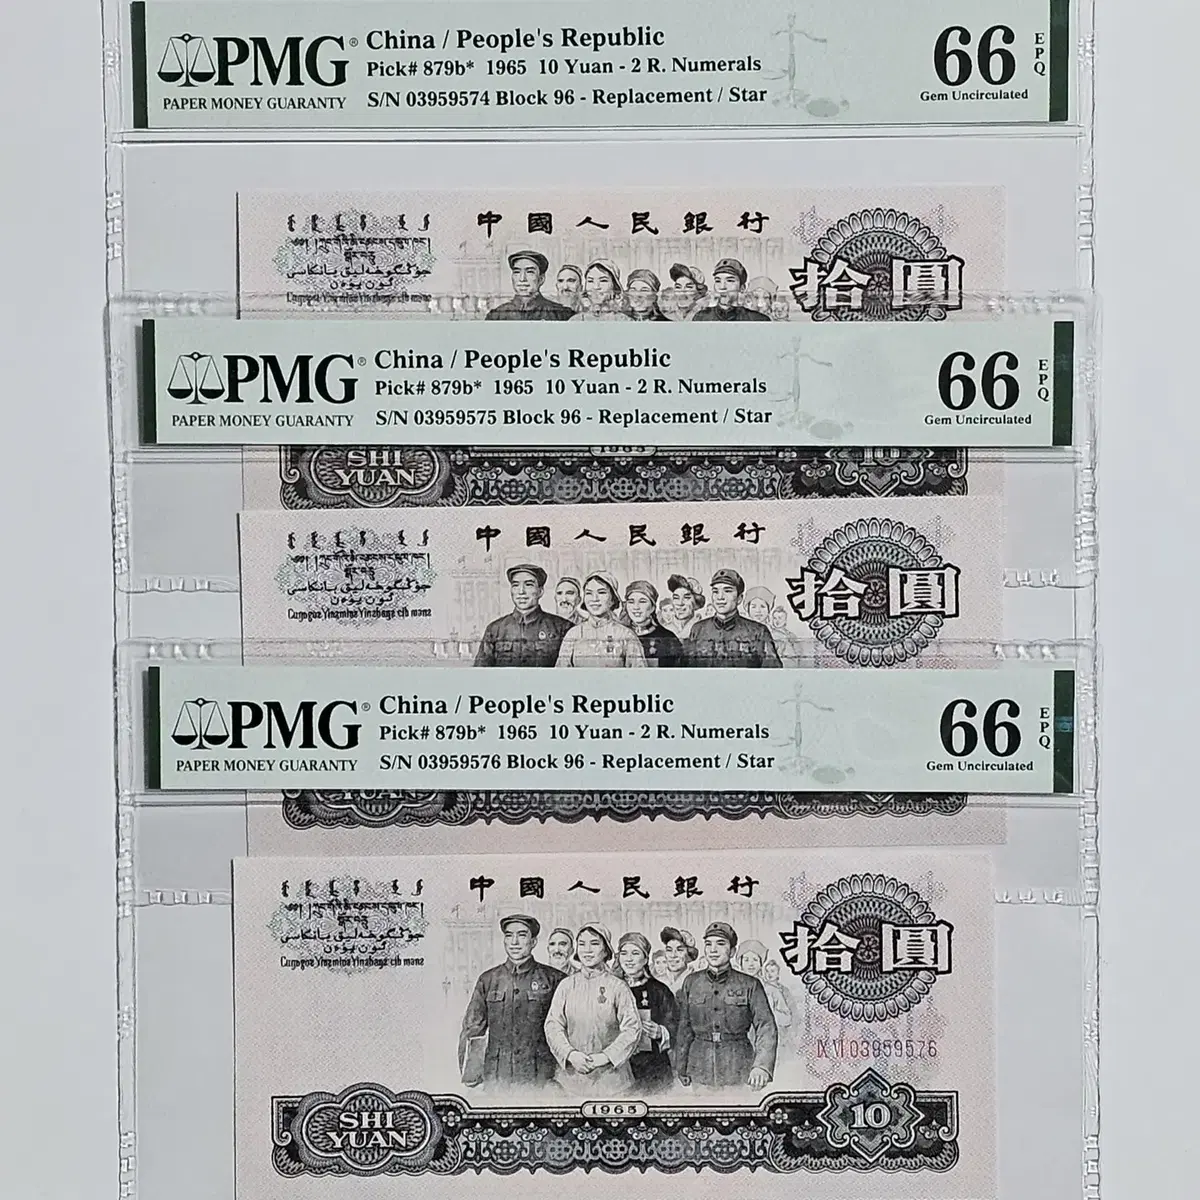 PMG® China / People's Republic 66 EPQ
Pick# 879b* 1965 10 Yuan - 2 R. Numerals
PAPER MONEY GUARANTY S/N 03959574 Block 96 - Replacement / Star Gem Uncirculated
中國人民銀行
拾圓
PMG® China / People's Republic 66 EPQ
Pick# 879b* 1965 10 Yuan - 2 R. Numerals
PAPER MONEY GUARANTY S/N 03959575 Block 96 - Replacement / Star Gem Uncirculated
1965
SHI YUAN 10
中國人民銀行
拾圓
PMG® China / People's Republic 66 EPQ
Pick# 879b* 1965 10 Yuan - 2 R. Numerals
PAPER MONEY GUARANTY S/N 03959576 Block 96 - Replacement / Star Gem Uncirculated
YUAN
中國人民銀行
拾圓
IX VI 03959576
1965
SHI YUAN 10